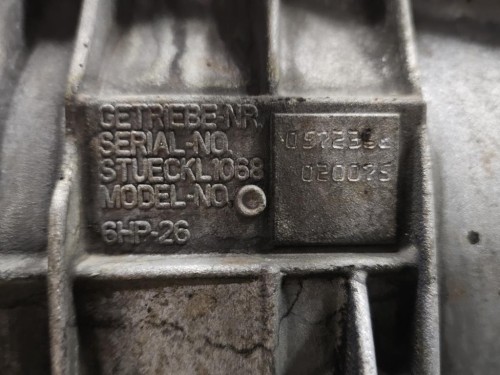 GETRIEBE-NR.
SERIAL-NO.
STUECKL1068
MODEL-NO.
6HP-26
020075